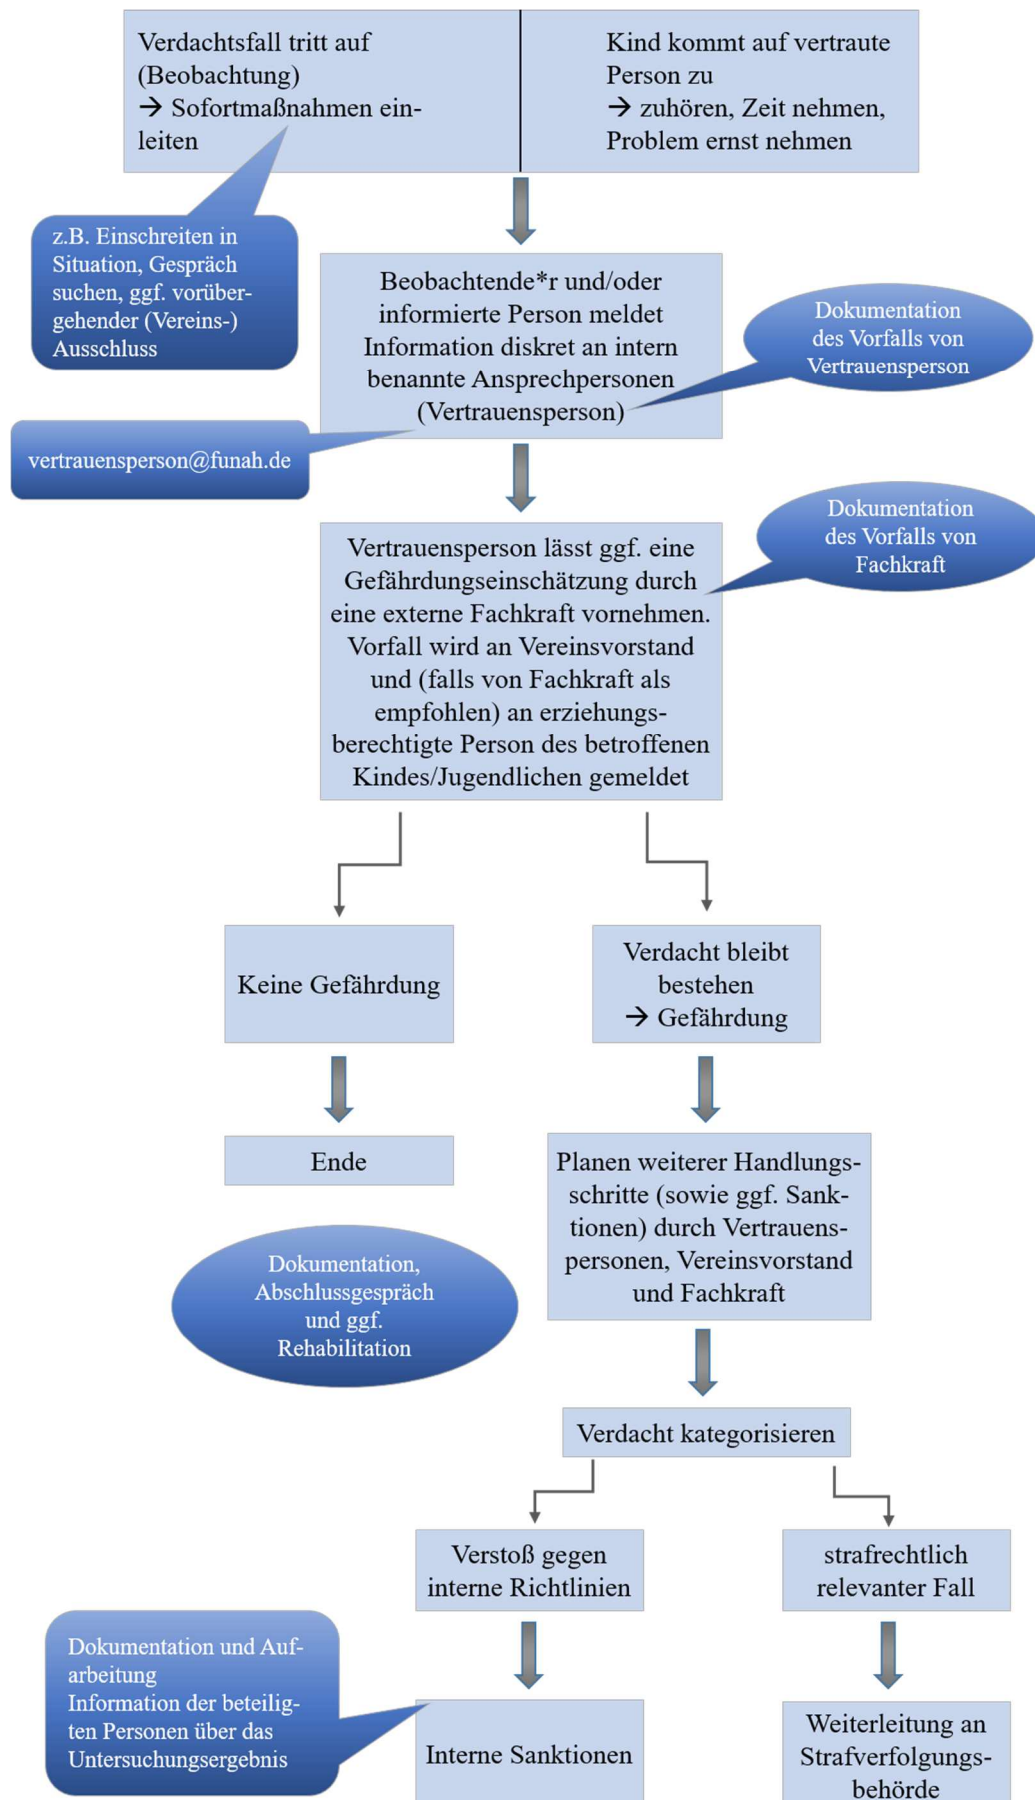 Verdachtsfall tritt auf
(Beobachtung)
→ Sofortmaßnahmen ein-
leiten
Kind kommt auf vertraute
Person zu
→ zuhören, Zeit nehmen,
Problem ernst nehmen
z.B. Einschreiten in
Situation, Gespräch
suchen, ggf. vorüber-
gehender (Vereins-)
Ausschluss
Beobachtende*r und/oder
informierte Person meldet
Information diskret an intern
benannte Ansprechpersonen
(Vertrauensperson)
Dokumentation
des Vorfalls von
Vertrauensperson
vertrauensperson@funah.de
Vertrauensperson lässt ggf. eine
Gefährdungseinschätzung durch
eine externe Fachkraft vornehmen.
Vorfall wird an Vereinsvorstand
und (falls von Fachkraft als
empfohlen) an erziehungs-
berechtigte Person des betroffenen
Kindes/Jugendlichen gemeldet
Dokumentation
des Vorfalls von
Fachkraft
Keine Gefährdung
Verdacht bleibt
bestehen
→ Gefährdung
Ende
Dokumentation,
Abschlussgespräch
und ggf.
Rehabilitation
Planen weiterer Handlungs-
schritte (sowie ggf. Sank-
tionen) durch Vertrauens-
personen, Vereinsvorstand
und Fachkraft
Verdacht kategorisieren
Verstoß gegen
interne Richtlinien
strafrechtlich
relevanter Fall
Dokumentation und Auf-
arbeitung
Information der beteilig-
ten Personen über das
Untersuchungsergebnis
Interne Sanktionen
Weiterleitung an
Strafverfolgungs-
behörde